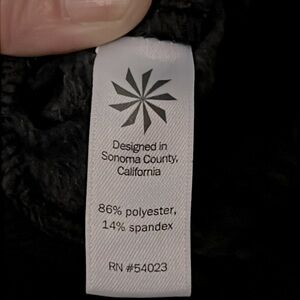 Designed in
Sonoma County,
California
86% polyester,
14% spandex
RN #54023